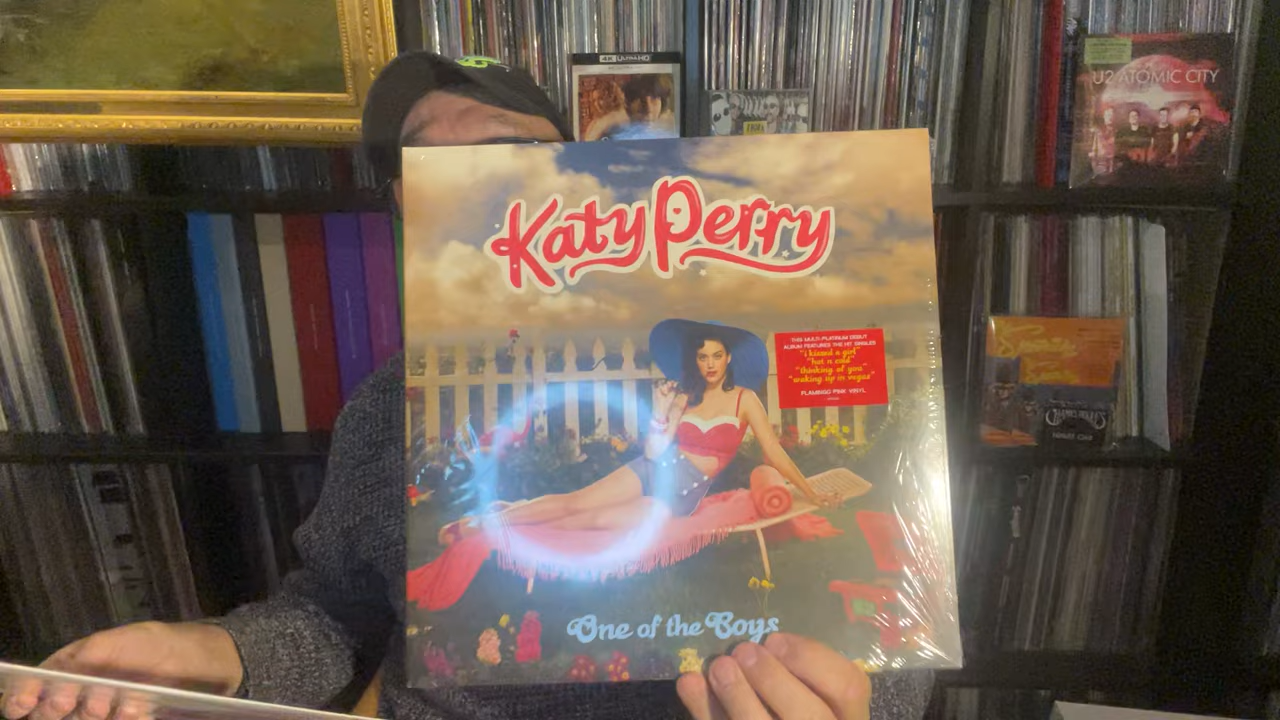 4K ULTRA HD
U2 ATOMIC CITY
Katy Perry
THIS MULTI-PLATINUM DEBUT
ALBUM FEATURES THE HIT SINGLES
"i kissed a girl"
"hot n cold"
"thinking of you"
"waking up in vegas"
FLAMINGO PINK VINYL
One of the Boys